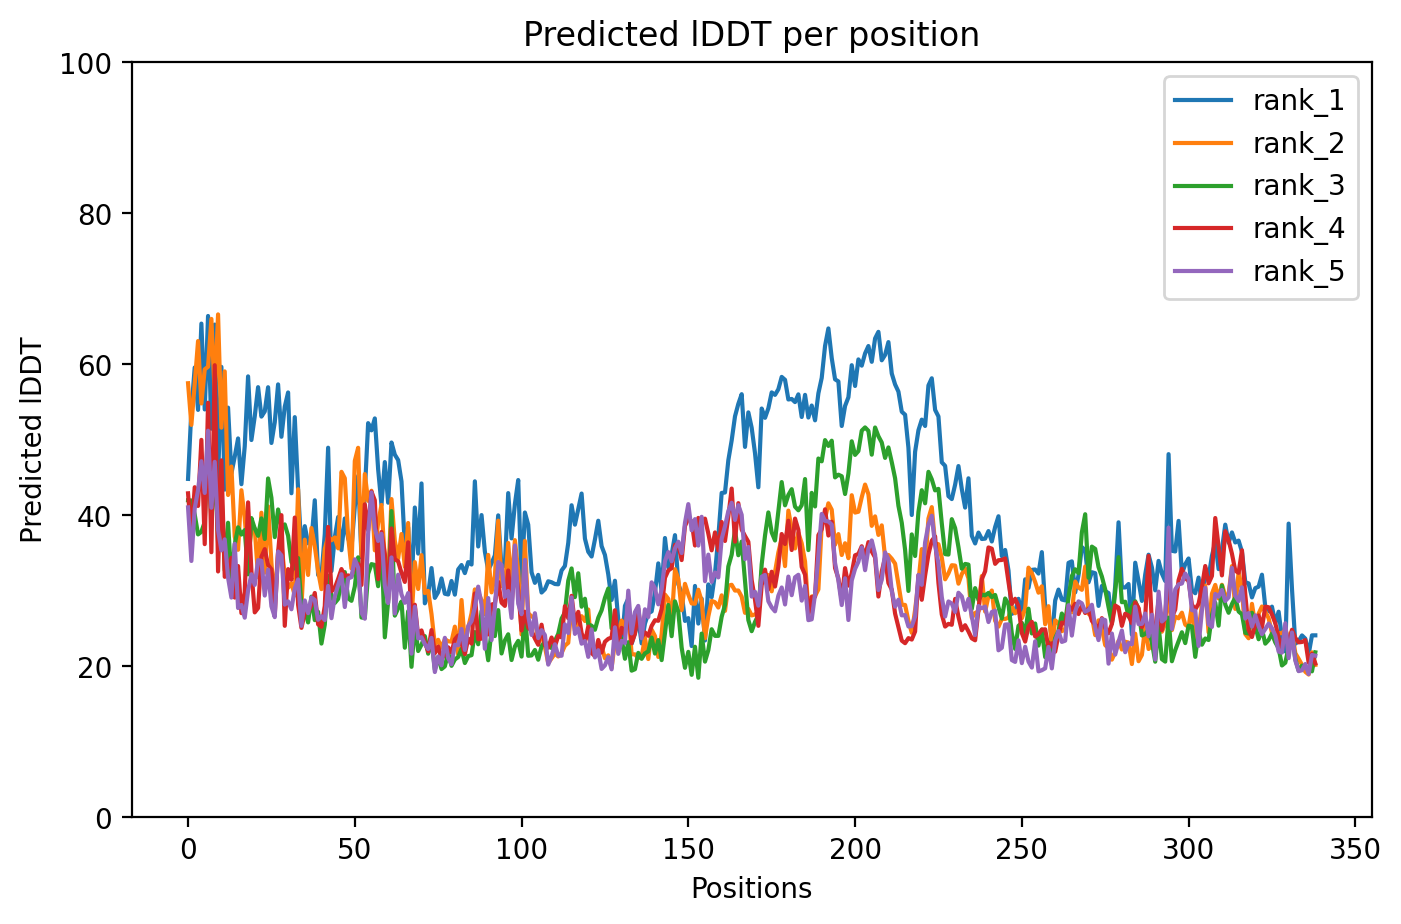 Predicted lDDT per position
100
80
60
40
20
0
Predicted lDDT
rank_1
rank_2
rank_3
rank_4
rank_5
0 50 100 150 200 250 300 350
Positions